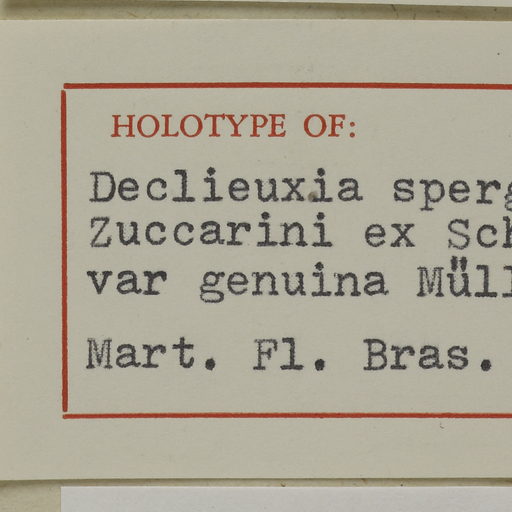 HOLOTYPE OF:
Declieuxia sperg
Zuccarini ex Sch
var genuina Müll
Mart. Fl. Bras.